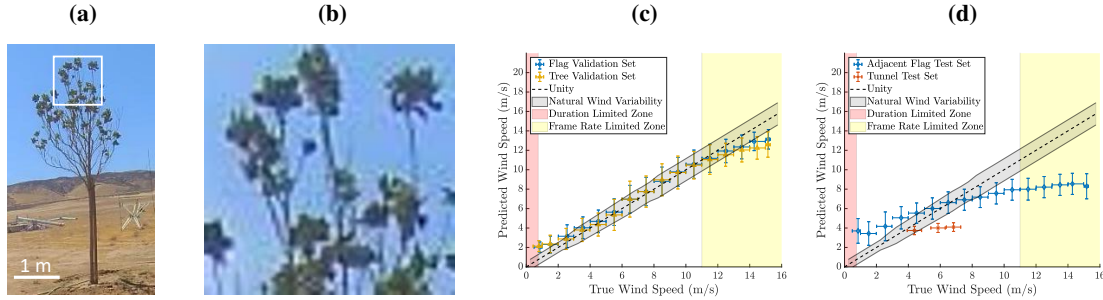 (a)
(b)
(c)
(d)
1 m
Predicted Wind Speed (m/s)
22
20
18
16
14
12
10
8
6
4
2
0
Flag Validation Set
Tree Validation Set
Unity
Natural Wind Variability
Duration Limited Zone
Frame Rate Limited Zone
0 2 4 6 8 10 12 14 16
True Wind Speed (m/s)
Predicted Wind Speed (m/s)
20
18
16
14
12
10
8
6
4
2
0
Adjacent Flag Test Set
Tunnel Test Set
Unity
Natural Wind Variability
Duration Limited Zone
Frame Rate Limited Zone
0 2 4 6 8 10 12 14 16
True Wind Speed (m/s)